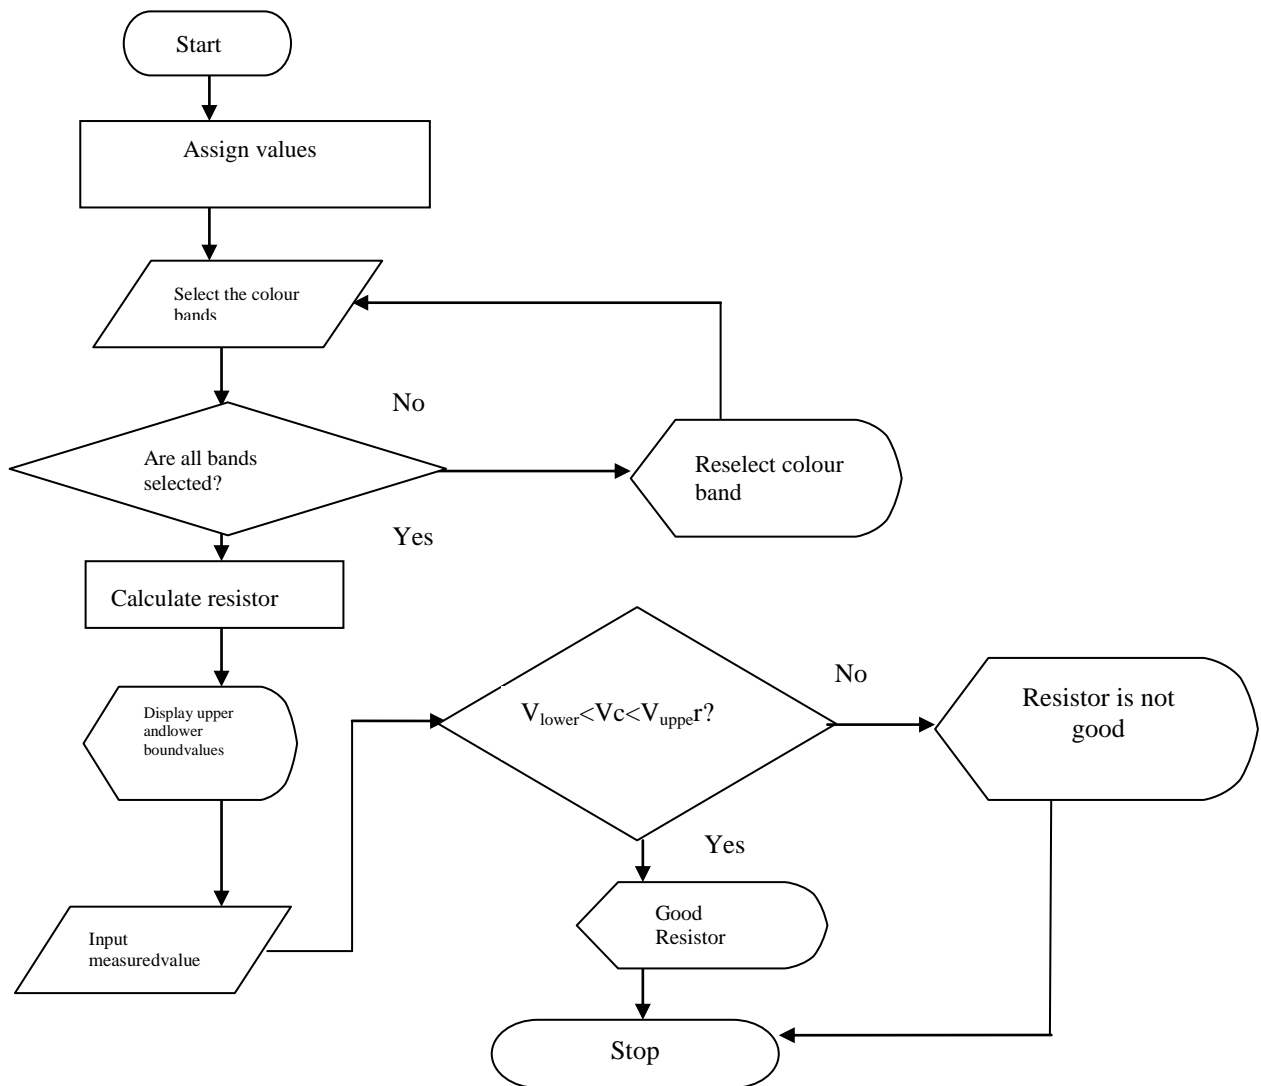 Start
Assign values
Select the colour
bands
No
Are all bands
selected?
Reselect colour
band
Yes
Calculate resistor
Display upper
andlower
boundvalues
Vlower<Vc<Vupper?
No
Resistor is not
good
Yes
Input
measuredvalue
Good
Resistor
Stop